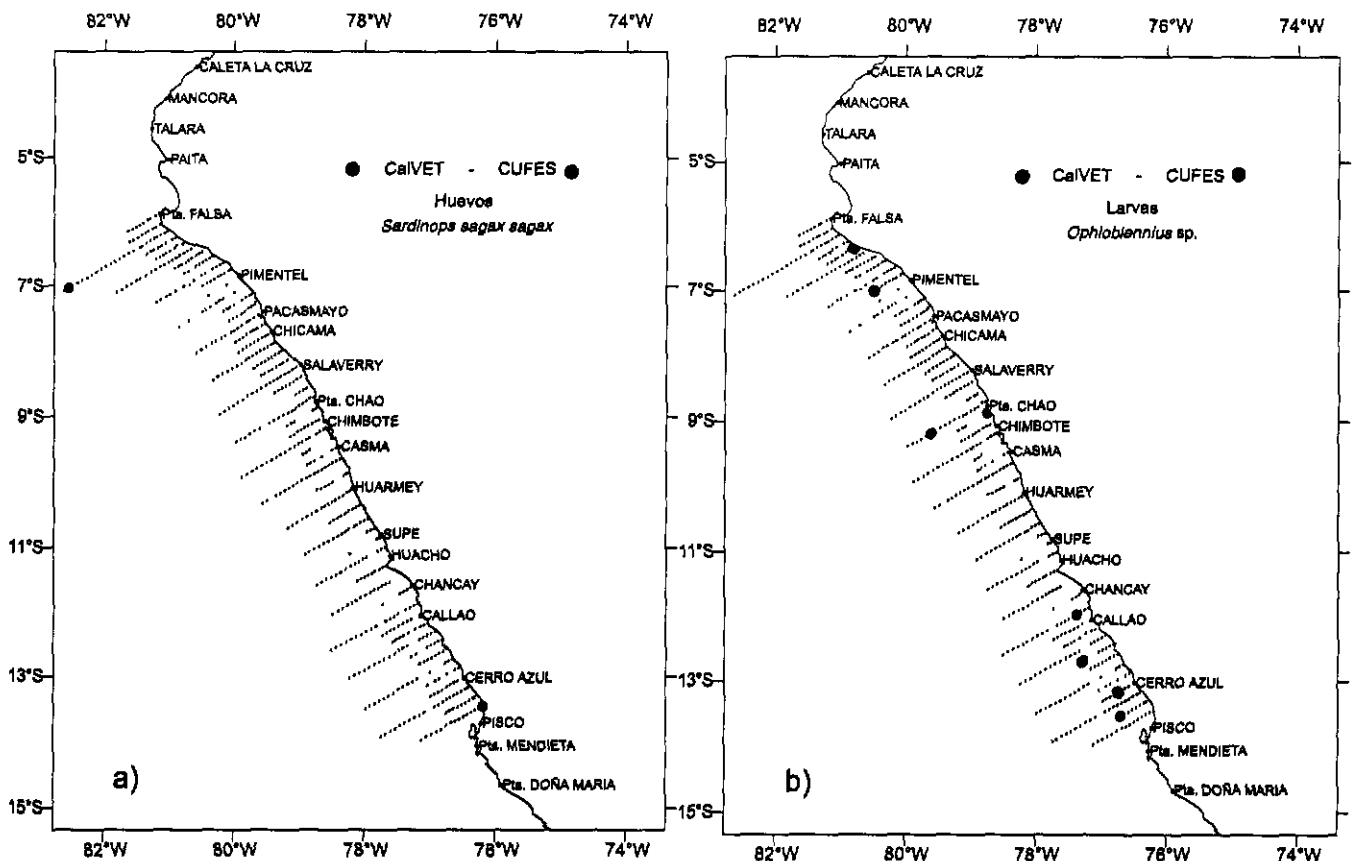 82°W 80°W 78°W 76°W 74°W
CALETA LA CRUZ
MANCORA
TALARA
5°S
PAITA
CalVET - CUFES
Huevos
Sardinops sagax sagax
Pta. FALSA
7°S
PIMENTEL
PACASMAYO
CHICAMA
SALAVERRY
Pta. CHAO
9°S
CHIMBOTE
CASMA
HUARMEY
SUPE
11°S
HUACHO
CHANCAY
CALLAO
13°S
CERRO AZUL
PISCO
Pta. MENDIETA
a)
Pta. DOÑA MARIA
15°S
82°W 80°W 78°W 76°W 74°W
82°W 80°W 78°W 76°W 74°W
CALETA LA CRUZ
MANCORA
TALARA
5°S
PAITA
CalVET - CUFES
Larvas
Ophioblennius sp.
Pta. FALSA
7°S
PIMENTEL
PACASMAYO
CHICAMA
SALAVERRY
Pta. CHAO
9°S
CHIMBOTE
CASMA
HUARMEY
SUPE
11°S
HUACHO
CHANCAY
CALLAO
13°S
CERRO AZUL
PISCO
Pta. MENDIETA
b)
Pta. DOÑA MARIA
15°S
82°W 80°W 78°W 76°W 74°W